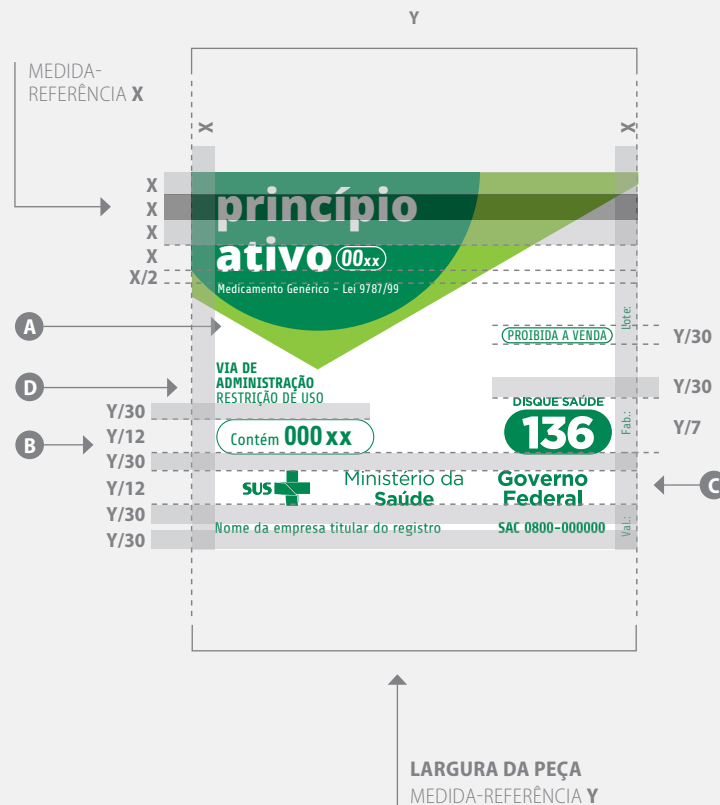 Y
MEDIDA-
REFERÊNCIA X
X
X
X
X
X
X
X/2
princípio
ativo 00xx
Medicamento Genérico - Lei 9787/99
Lote:
A
PROIBIDA A VENDA
Y/30
VIA DE
ADMINISTRAÇÃO
RESTRIÇÃO DE USO
D
Y/30
DISQUE SAÚDE
136
Fab.:
Y/7
Y/30
B
Y/12
Contém 000 xx
Y/30
Y/12
SUS
Ministério da
Saúde
Governo
Federal
C
Y/30
Nome da empresa titular do registro
SAC 0800-000000
Val.:
Y/30
LARGURA DA PEÇA
MEDIDA-REFERÊNCIA Y